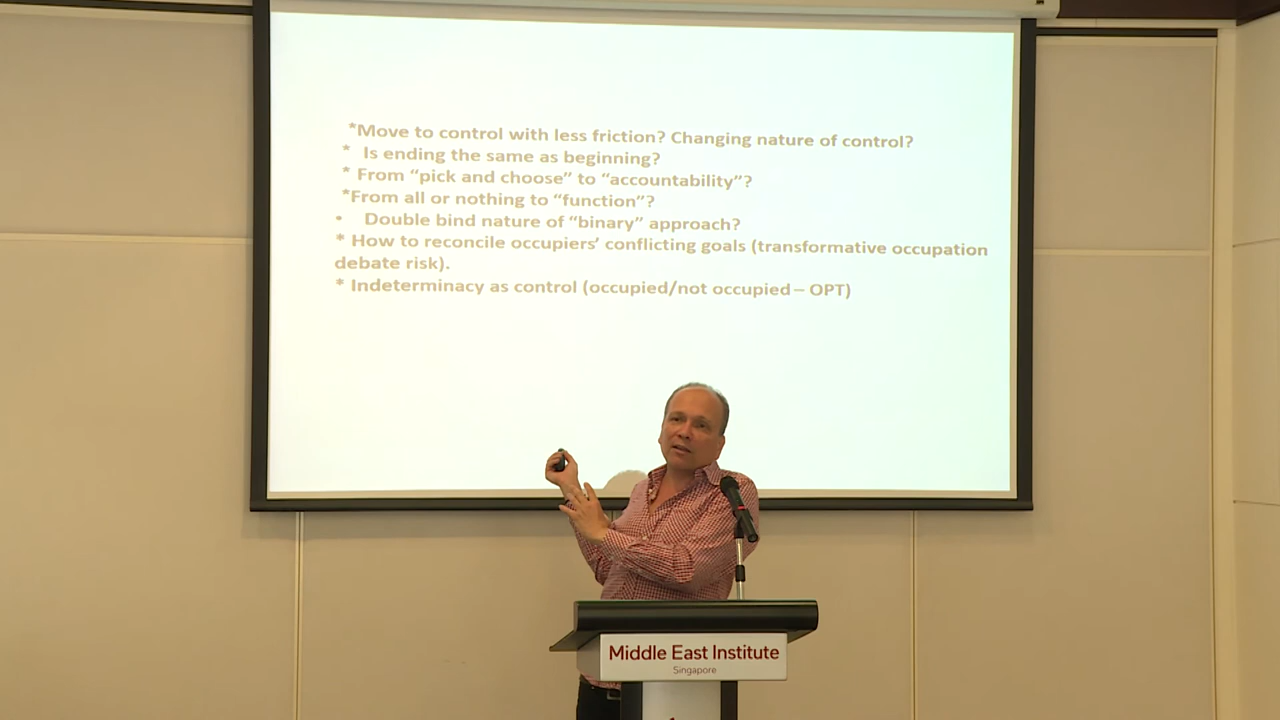 *Move to control with less friction? Changing nature of control?
* Is ending the same as beginning?
* From “pick and choose” to “accountability”?
*From all or nothing to “function”?
• Double bind nature of “binary” approach?
* How to reconcile occupiers’ conflicting goals (transformative occupation
debate risk).
* Indeterminacy as control (occupied/not occupied – OPT)
Middle East Institute
Singapore